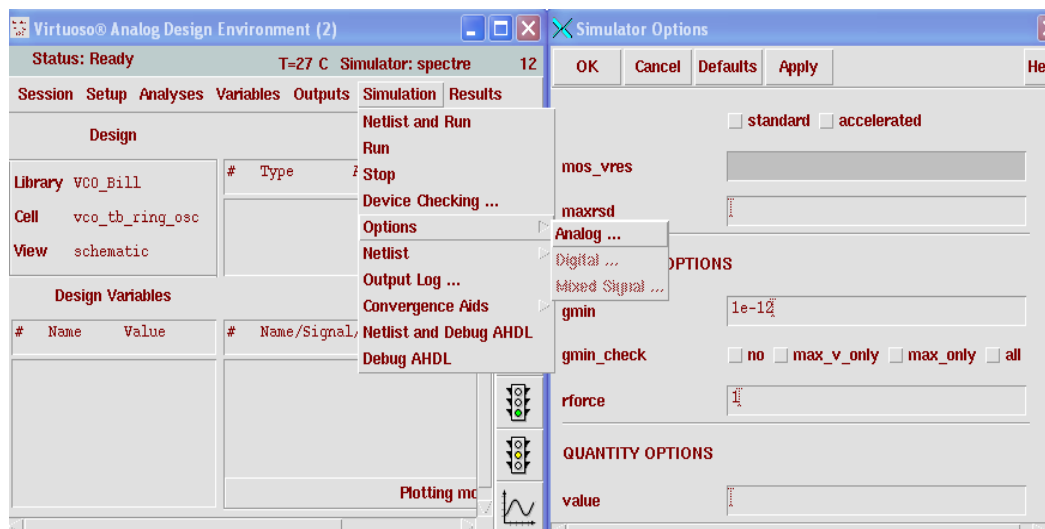 Virtuoso® Analog Design Environment (2)
Status: Ready
T=27 C Simulator: spectre 12
Session Setup Analyses Variables Outputs Simulation Results
Design
Library VCO_Bill
Cell vco_tb_ring_osc
View schematic
# Type
Design Variables
# Name Value
# Name/Signal/
Netlist and Run
Run
Stop
Device Checking ...
Options
Netlist
Output Log ...
Convergence Aids
Netlist and Debug AHDL
Debug AHDL
Analog ...
Digital ...
Mixed Signal ...
Plotting mo
Simulator Options
OK Cancel Defaults Apply He
standard accelerated
mos_vres
maxrsd
OPTIONS
gmin 1e-12
gmin_check no max_v_only max_only all
rforce 1
QUANTITY OPTIONS
value